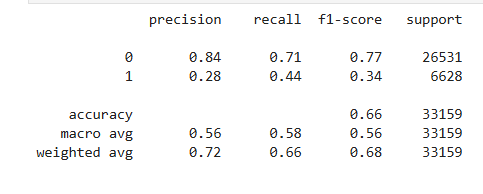 precision recall f1-score support
0 0.84 0.71 0.77 26531
1 0.28 0.44 0.34 6628
accuracy 0.66 33159
macro avg 0.56 0.58 0.56 33159
weighted avg 0.72 0.66 0.68 33159